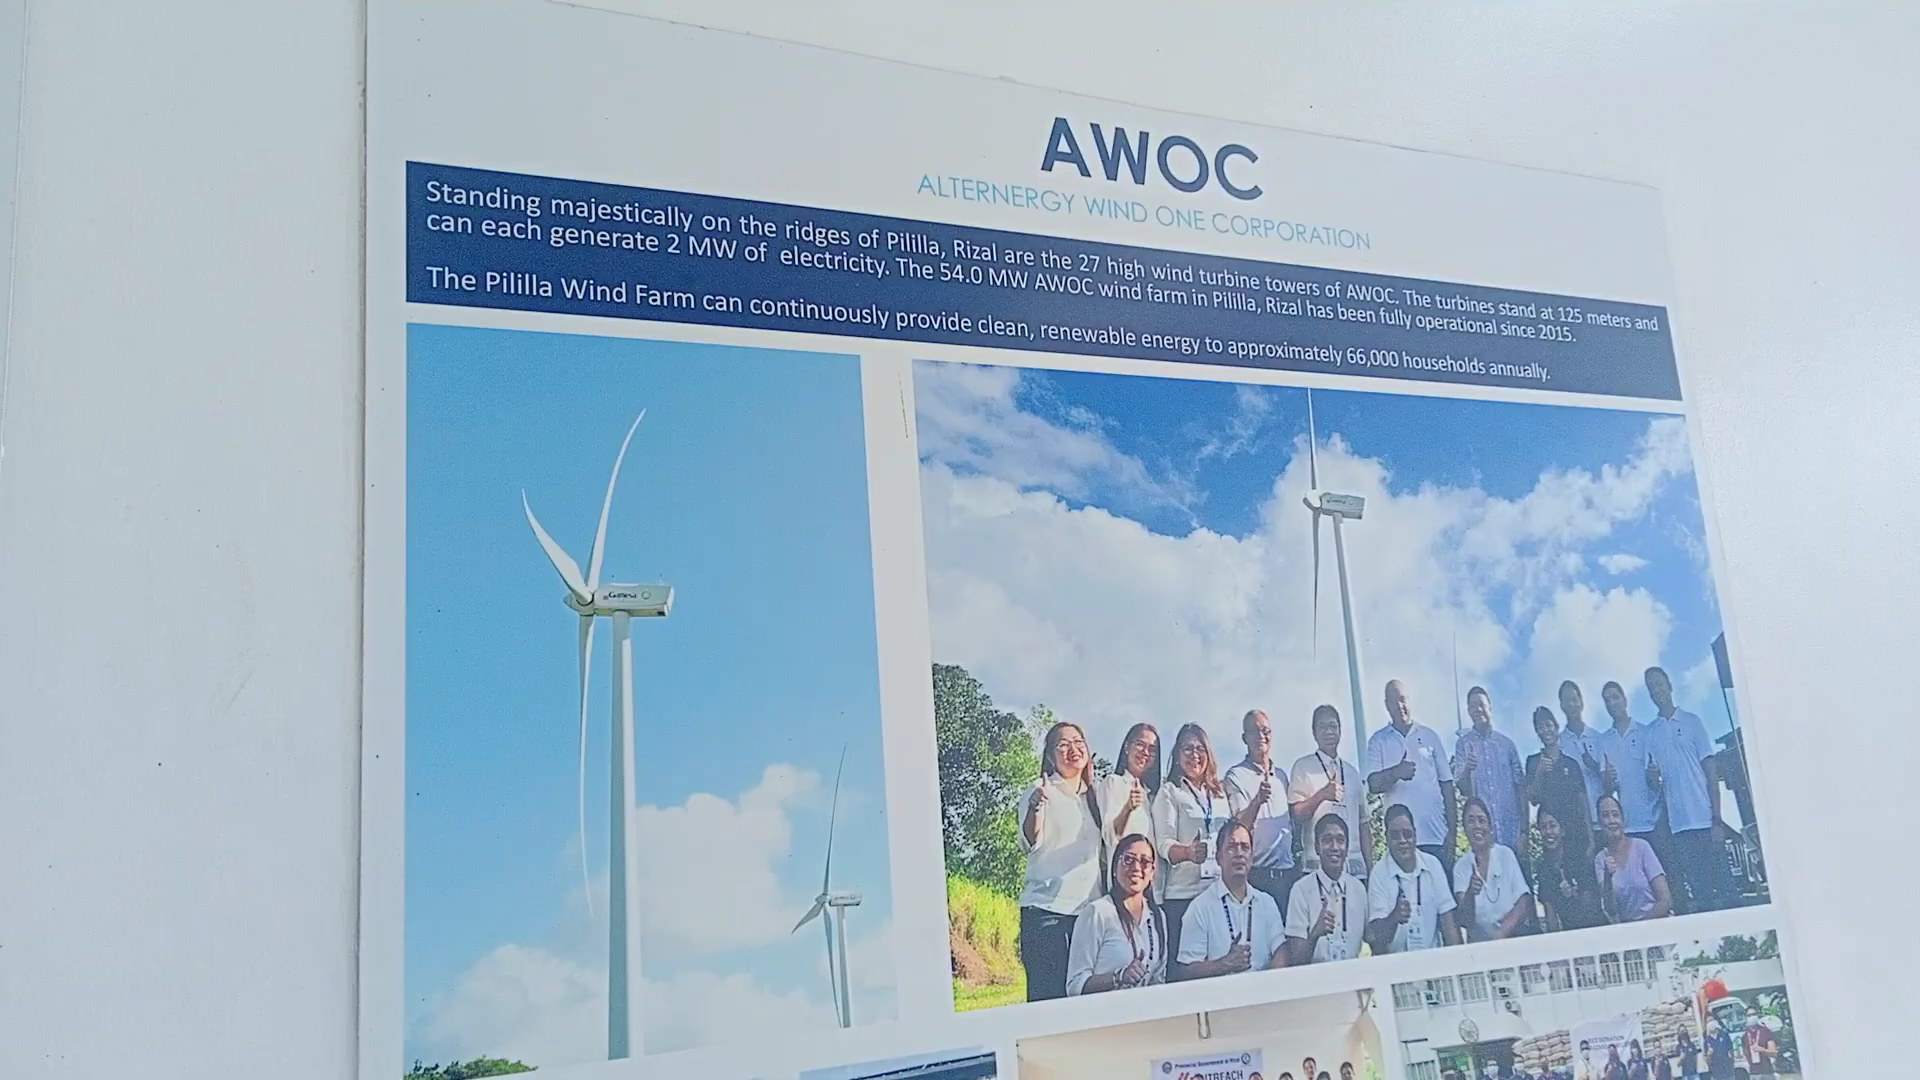 AWOC
ALTERNERGY WIND ONE CORPORATION
Standing majestically on the ridges of Pililla, Rizal are the 27 high wind turbine towers of AWOC. The turbines stand at 125 meters and
can each generate 2 MW of electricity. The 54.0 MW AWOC wind farm in Pililla, Rizal has been fully operational since 2015.
The Pililla Wind Farm can continuously provide clean, renewable energy to approximately 66,000 households annually.
Gamesa
OUTREACH